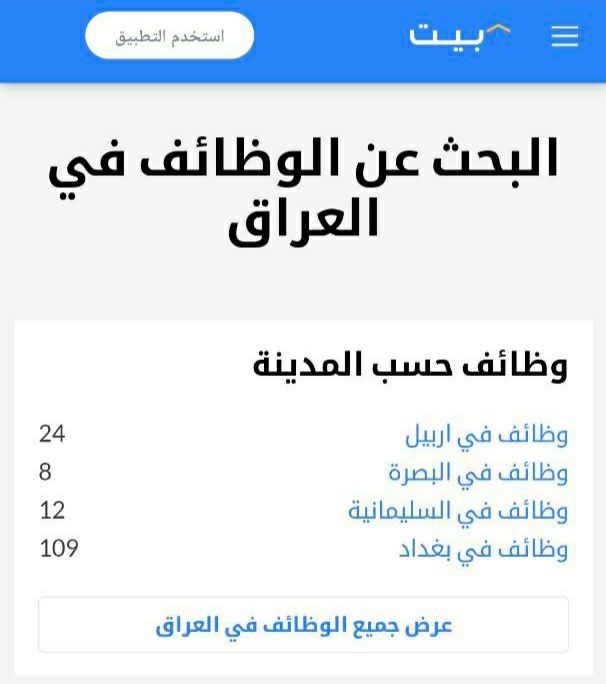 بيت
استخدم التطبيق
البحث عن الوظائف في
العراق
وظائف حسب المدينة
وظائف في اربيل 24
وظائف في البصرة 8
وظائف في السليمانية 12
وظائف في بغداد 109
عرض جميع الوظائف في العراق